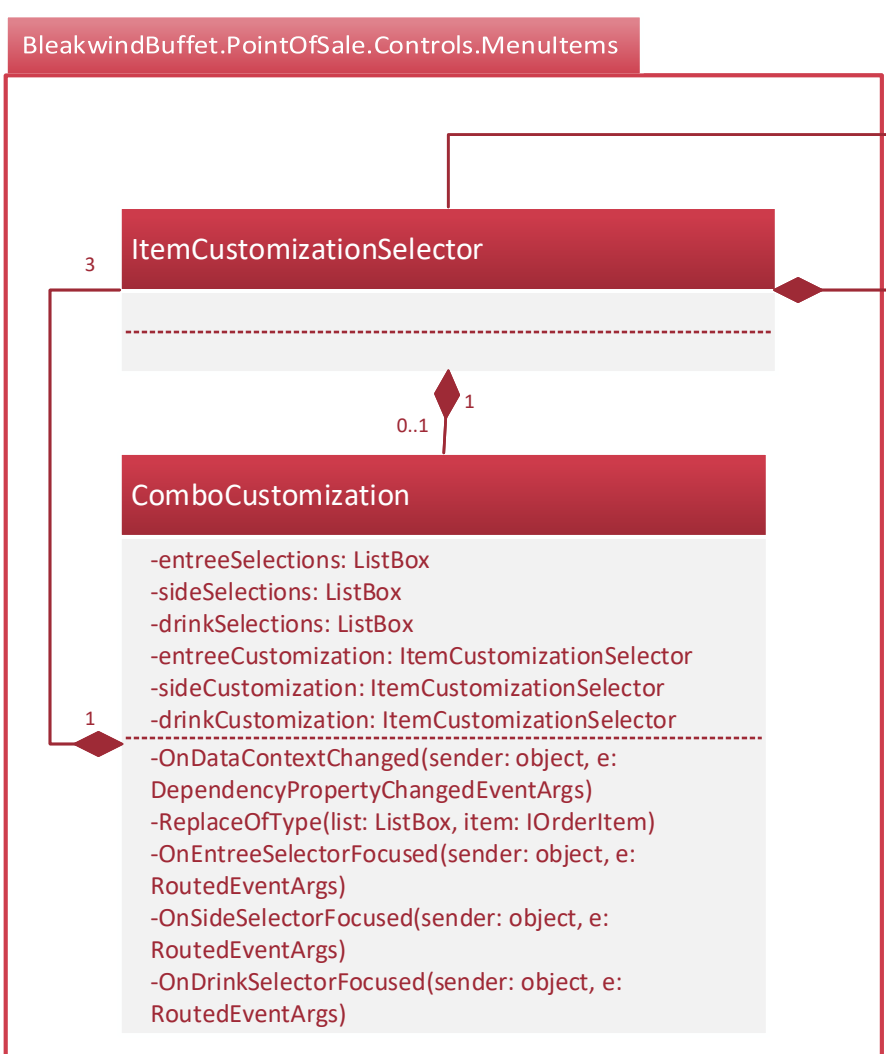 BleakwindBuffet.PointOfSale.Controls.MenuItems
3
ItemCustomizationSelector
1
0..1
ComboCustomization
-entreeSelections: ListBox
-sideSelections: ListBox
-drinkSelections: ListBox
-entreeCustomization: ItemCustomizationSelector
-sideCustomization: ItemCustomizationSelector
-drinkCustomization: ItemCustomizationSelector
1
-OnDataContextChanged(sender: object, e:
DependencyPropertyChangedEventArgs)
-ReplaceOfType(list: ListBox, item: IOrderItem)
-OnEntreeSelectorFocused(sender: object, e:
RoutedEventArgs)
-OnSideSelectorFocused(sender: object, e:
RoutedEventArgs)
-OnDrinkSelectorFocused(sender: object, e:
RoutedEventArgs)